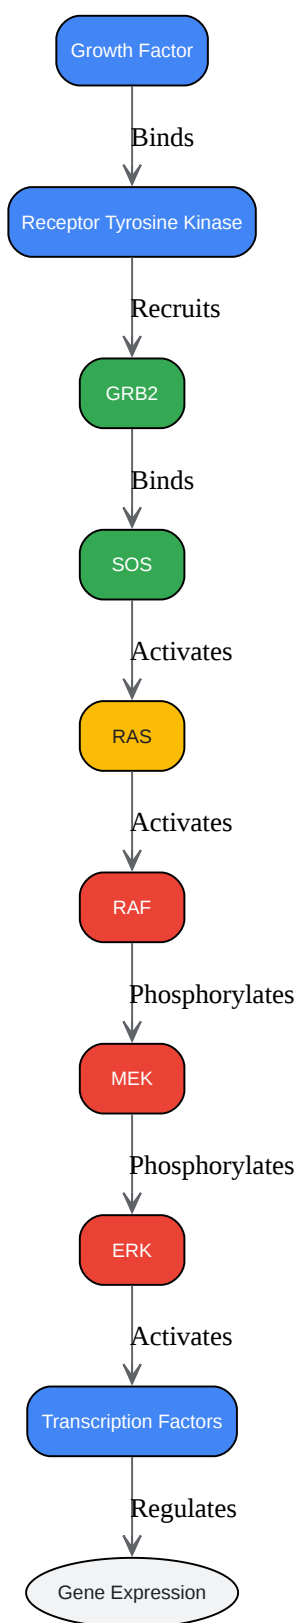 Growth Factor
Binds
Receptor Tyrosine Kinase
Recruits
GRB2
Binds
SOS
Activates
RAS
Activates
RAF
Phosphorylates
MEK
Phosphorylates
ERK
Activates
Transcription Factors
Regulates
Gene Expression